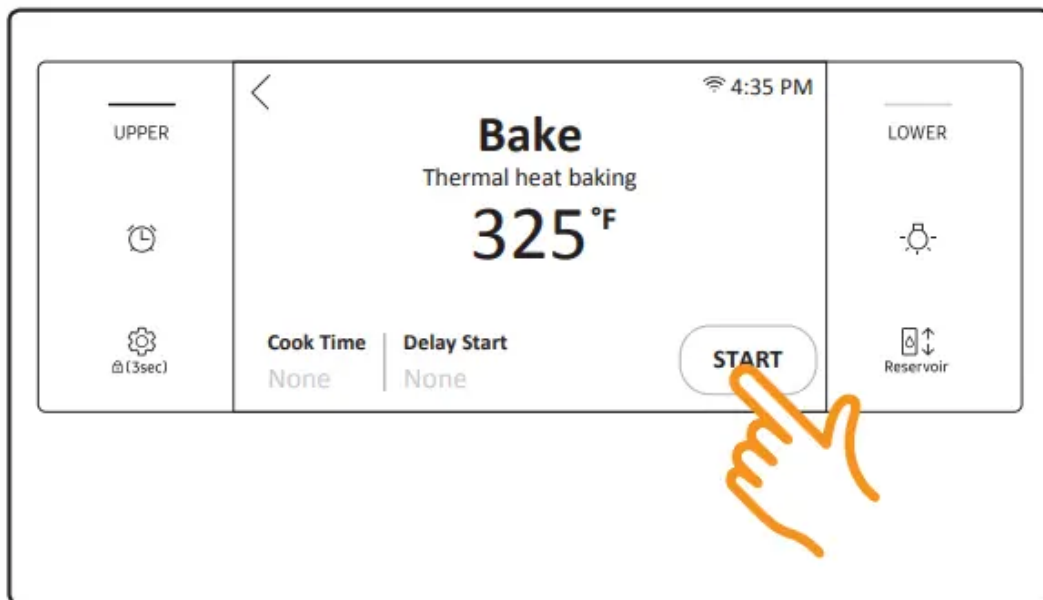 4:35 PM
UPPER
Bake
LOWER
Thermal heat baking
325°F
Cook Time
Delay Start
None
None
START
(3sec)
Reservoir